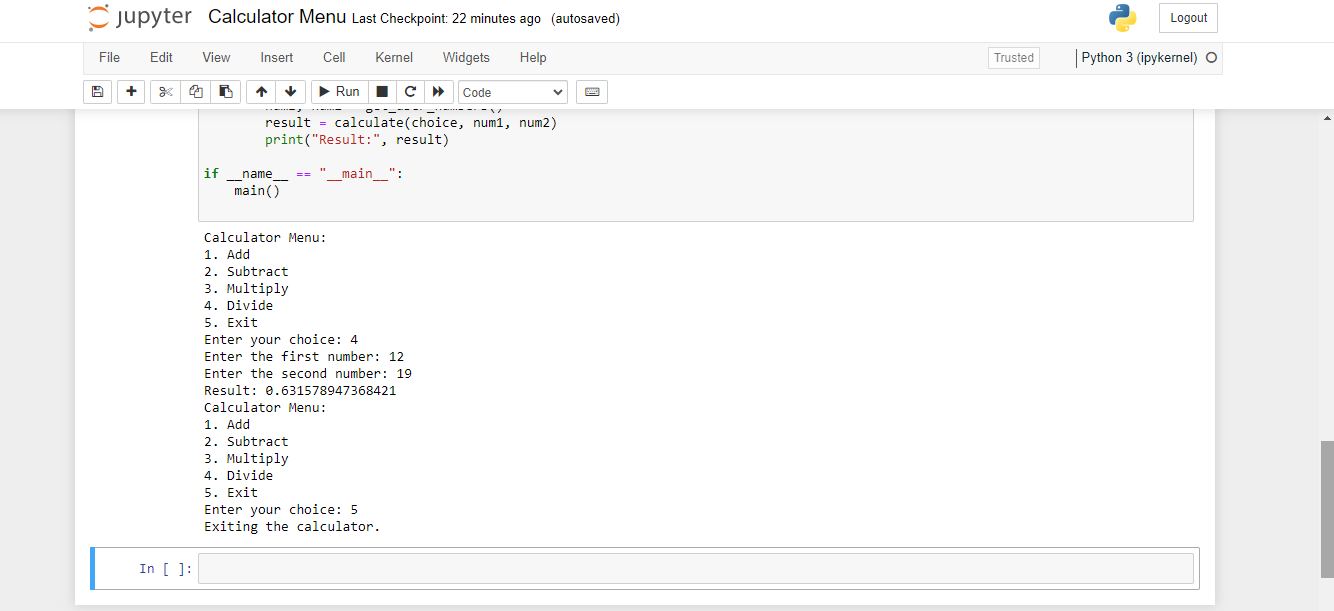 jupyter Calculator Menu Last Checkpoint: 22 minutes ago (autosaved) Logout
File Edit View Insert Cell Kernel Widgets Help Trusted Python 3 (ipykernel)
Run Code
result = calculate(choice, num1, num2)
print("Result:", result)
if __name__ == "__main__":
main()
Calculator Menu:
1. Add
2. Subtract
3. Multiply
4. Divide
5. Exit
Enter your choice: 4
Enter the first number: 12
Enter the second number: 19
Result: 0.631578947368421
Calculator Menu:
1. Add
2. Subtract
3. Multiply
4. Divide
5. Exit
Enter your choice: 5
Exiting the calculator.
In [ ]: